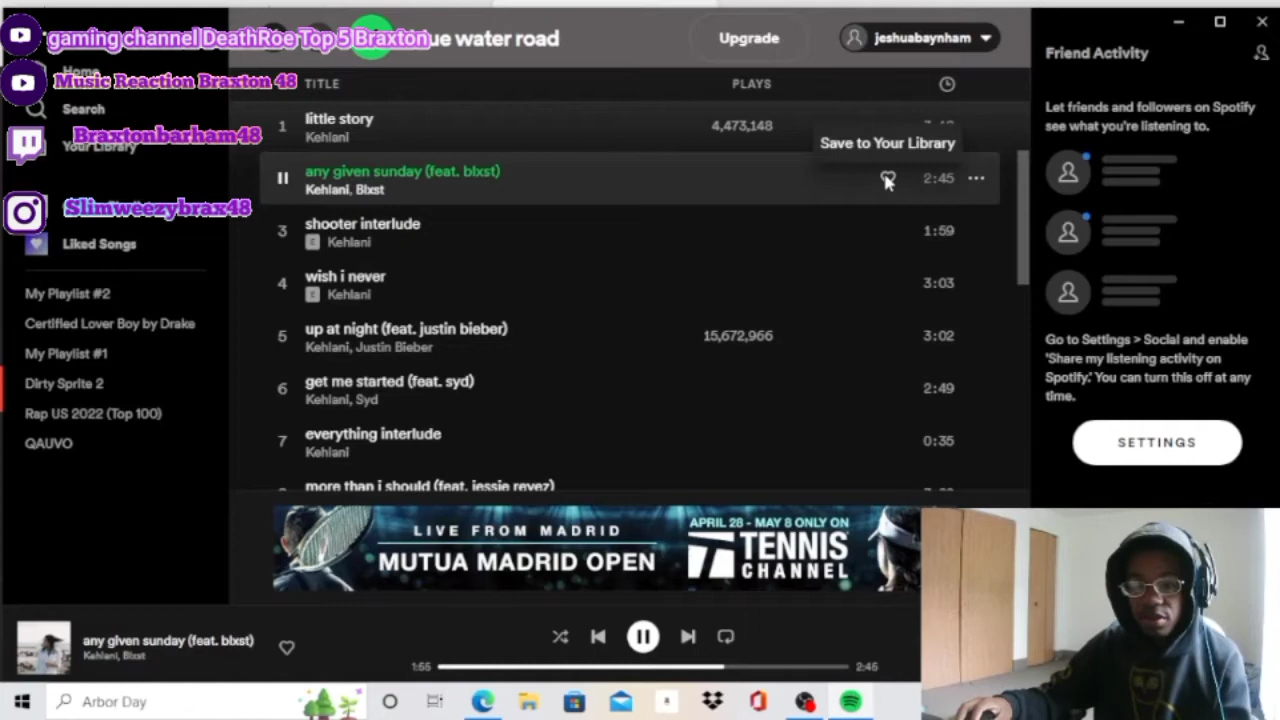 gaming channel DeathRoe Top 5 Braxton
ue water road
Upgrade
jeshuabaynham
Music Reaction Braxton 48
Home
Search
Braxtonbarham48
Your Library
Slimweezybrax48
Liked Songs
My Playlist #2
Certified Lover Boy by Drake
My Playlist #1
Dirty Sprite 2
Rap US 2022 (Top 100)
QAUVO
TITLE
PLAYS
1
little story
Kehlani
4,473,148
Save to Your Library
any given sunday (feat. blxst)
Kehlani, Blxst
2:45
3
shooter interlude
E Kehlani
1:59
4
wish i never
E Kehlani
3:03
5
up at night (feat. justin bieber)
Kehlani, Justin Bieber
15,672,966
3:02
6
get me started (feat. syd)
Kehlani, Syd
2:49
7
everything interlude
Kehlani
0:35
more than i should (feat. jessie reyez)
Friend Activity
Let friends and followers on Spotify
see what you're listening to.
Go to Settings > Social and enable
'Share my listening activity on
Spotify.' You can turn this off at any
time.
SETTINGS
LIVE FROM MADRID
MUTUA MADRID OPEN
APRIL 28 - MAY 8 ONLY ON
TENNIS
CHANNEL
any given sunday (feat. blxst)
Kehlani, Blxst
1:55
2:45
Arbor Day